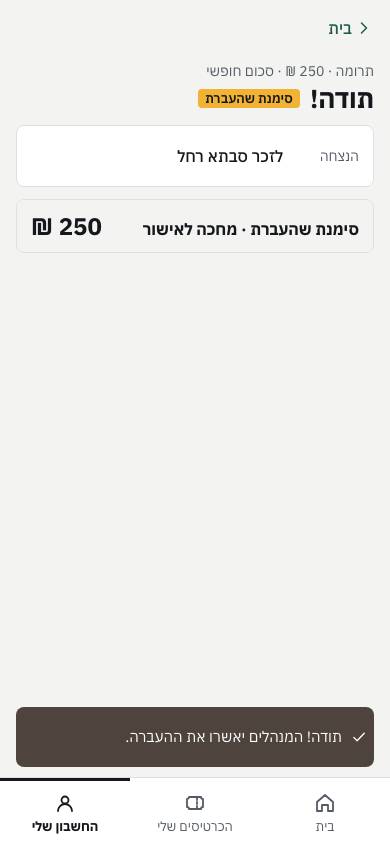 בית
תרומה · 250 ₪ · סכום חופשי
תודה! סימנת שהעברת
הנצחה לזכר סבתא רחל
סימנת שהעברת · מחכה לאישור 250 ₪
תודה! המנהלים יאשרו את ההעברה.
בית הכרטיסים שלי החשבון שלי